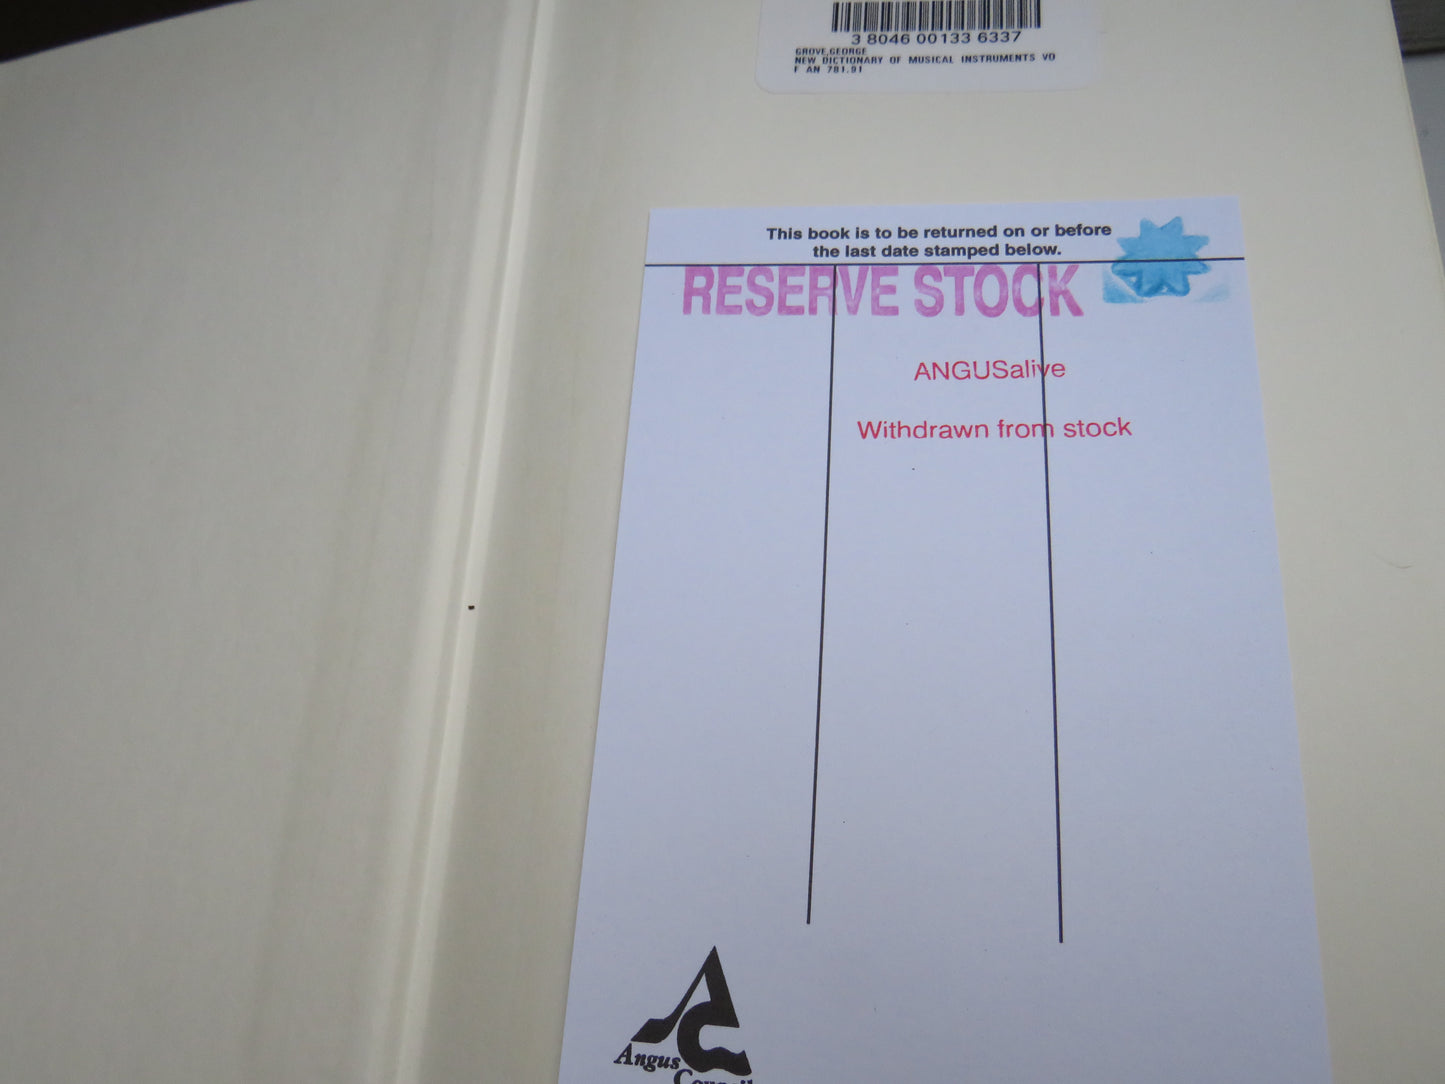 3 8046 00133 6337
GROVE,GEORGE
NEW DICTIONARY OF MUSICAL INSTRUMENTS VO
F AN 781.91
This book is to be returned on or before
the last date stamped below.
RESERVE STOCK
ANGUSalive
Withdrawn from stock
Angus
Council